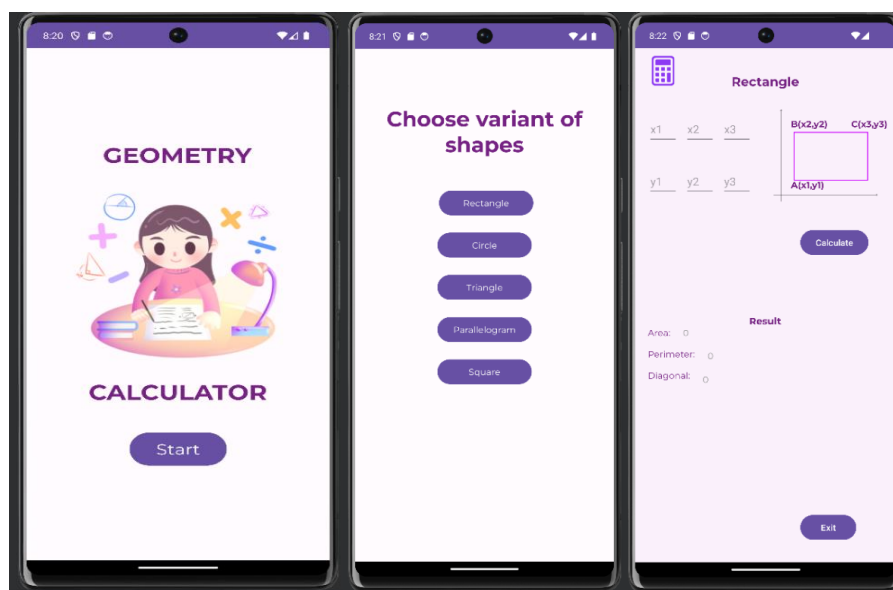 8:20
GEOMETRY
CALCULATOR
Start
8:21
Choose variant of
shapes
Rectangle
Circle
Triangle
Parallelogram
Square
8:22
Rectangle
x1 x2 x3
B(x2,y2) C(x3,y3)
y1 y2 y3
A(x1,y1)
Calculate
Result
Area: 0
Perimeter: 0
Diagonal: 0
Exit